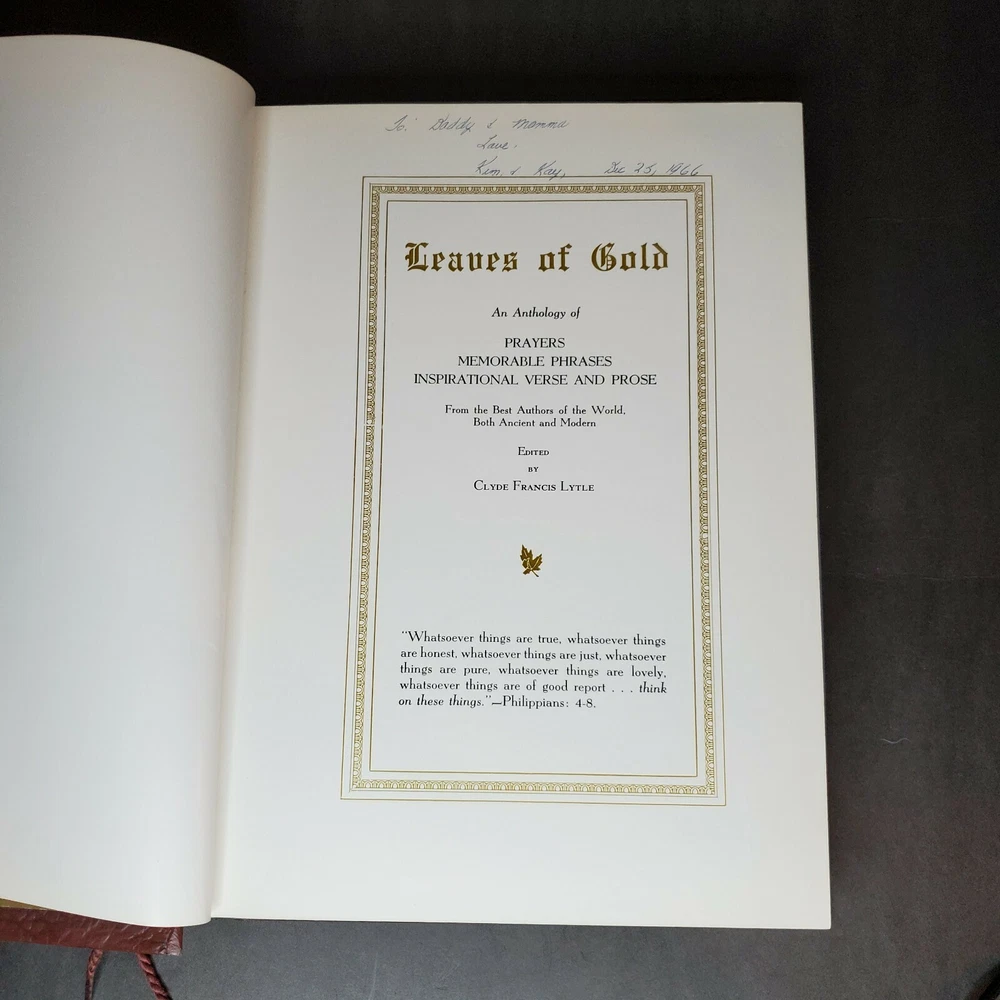 To: Daddy & Momma
Love,
Kim & Kay, Dec 25, 1966
Leaves of Gold
An Anthology of
PRAYERS
MEMORABLE PHRASES
INSPIRATIONAL VERSE AND PROSE
From the Best Authors of the World,
Both Ancient and Modern
EDITED
BY
CLYDE FRANCIS LYTLE
"Whatsoever things are true, whatsoever things
are honest, whatsoever things are just, whatsoever
things are pure, whatsoever things are lovely,
whatsoever things are of good report . . . think
on these things."—Philippians: 4-8.